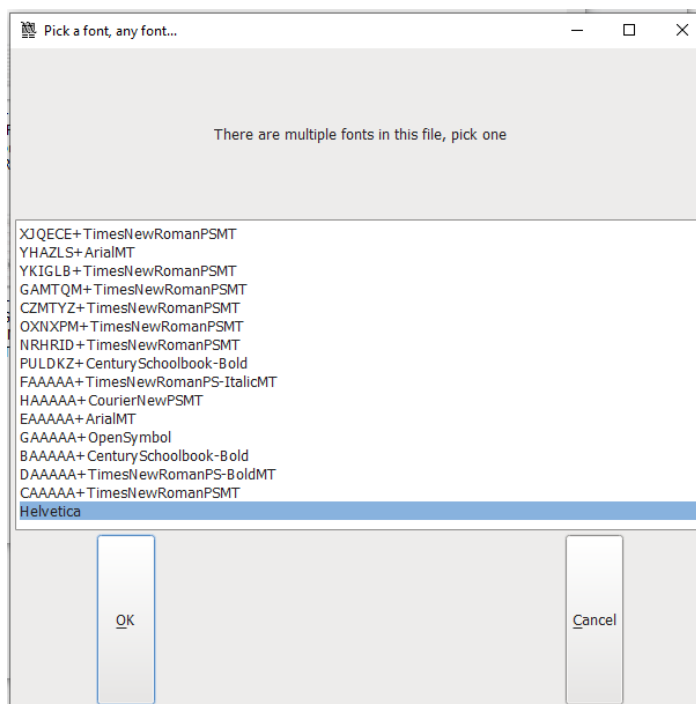 Pick a font, any font...
There are multiple fonts in this file, pick one
XJQECE+TimesNewRomanPSMT
YHAZLS+ArialMT
YKIGLB+TimesNewRomanPSMT
GAMTQM+TimesNewRomanPSMT
CZMTYZ+TimesNewRomanPSMT
OXNXPM+TimesNewRomanPSMT
NRHRID+TimesNewRomanPSMT
PULDKZ+CenturySchoolbook-Bold
FAAAAA+TimesNewRomanPS-ItalicMT
HAAAAA+CourierNewPSMT
EAAAAA+ArialMT
GAAAAA+OpenSymbol
BAAAAA+CenturySchoolbook-Bold
DAAAAA+TimesNewRomanPS-BoldMT
CAAAAA+TimesNewRomanPSMT
Helvetica
OK Cancel